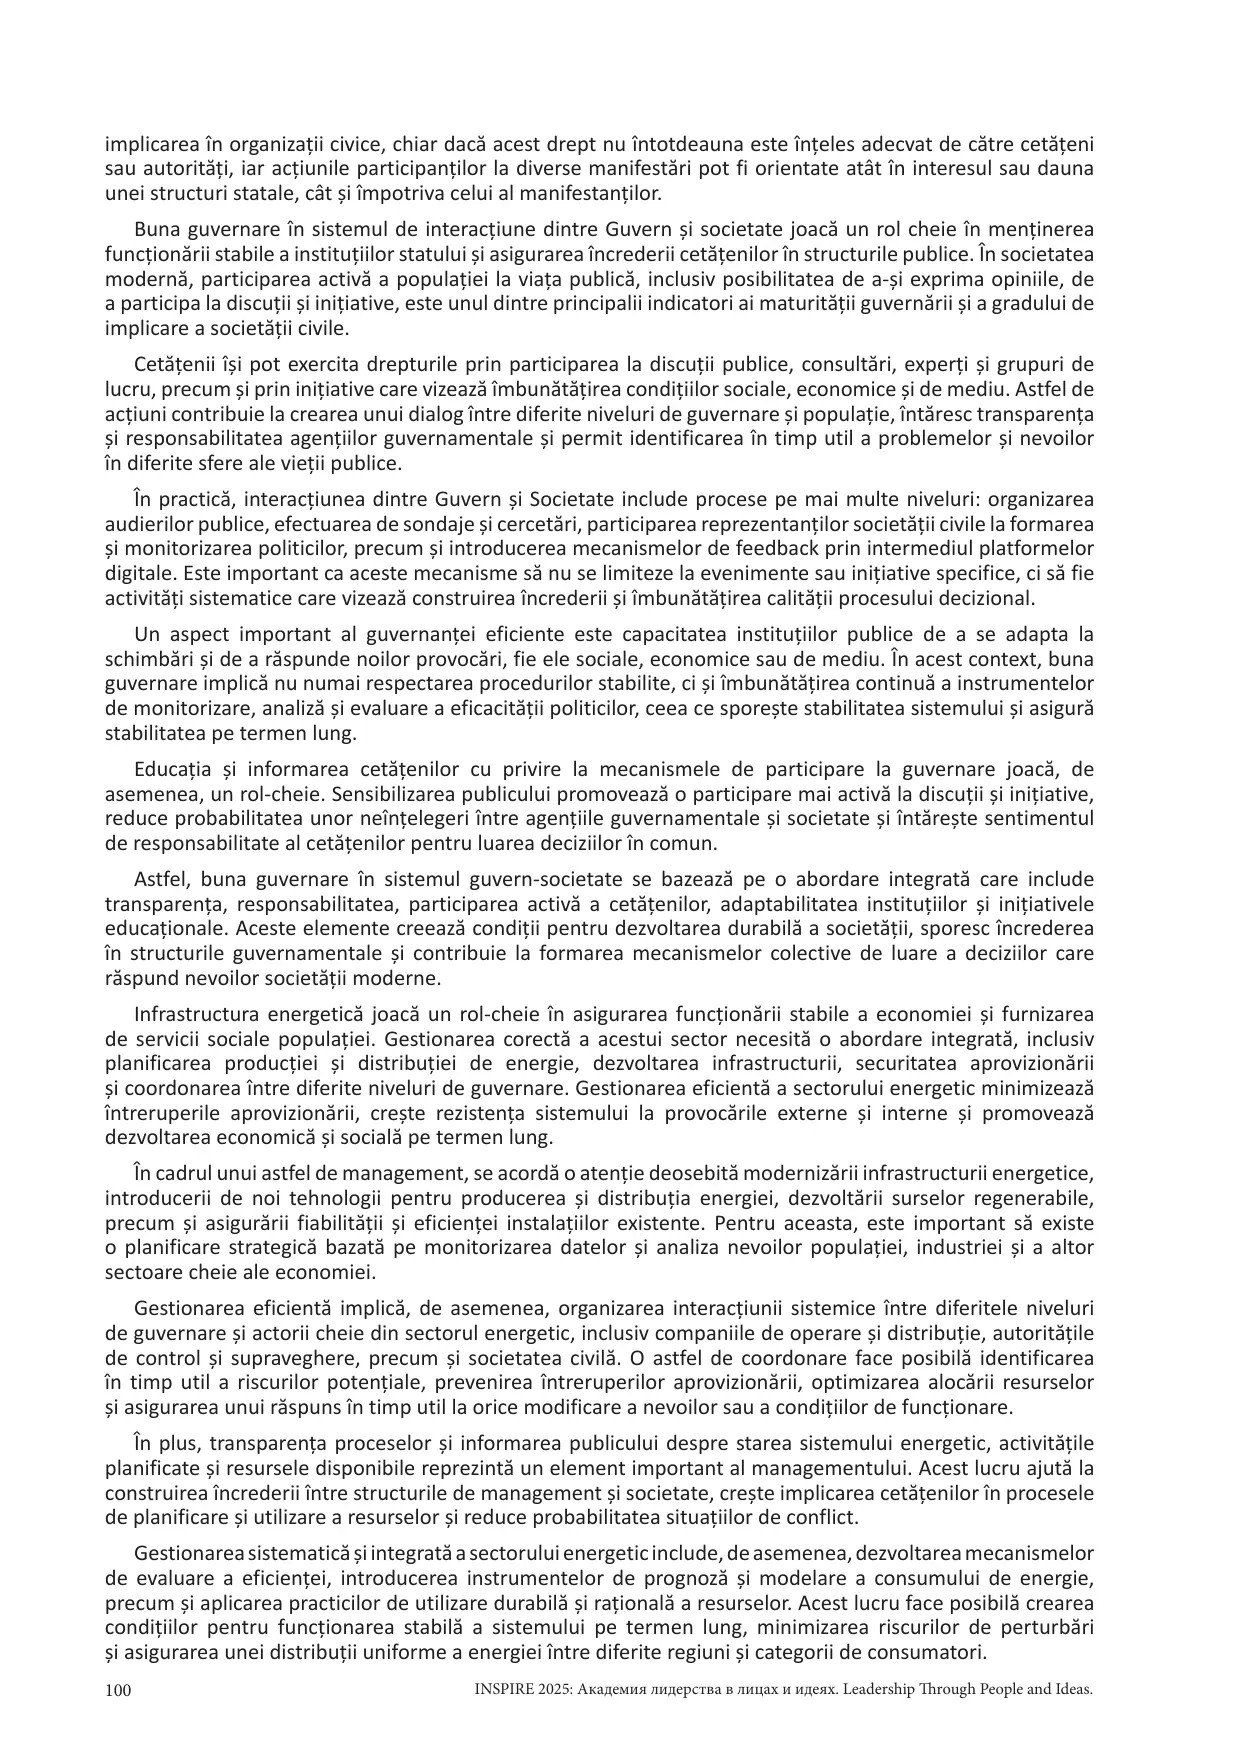 implicarea în organizații civice, chiar dacă acest drept nu întotdeauna este înțeles adecvat de către cetățeni
sau autorități, iar acțiunile participanților la diverse manifestări pot fi orientate atât în interesul sau dauna
unei structuri statale, cât și împotriva celui al manifestanților.
Buna guvernare în sistemul de interacțiune dintre Guvern și societate joacă un rol cheie în menținerea
funcționării stabile a instituțiilor statului și asigurarea încrederii cetățenilor în structurile publice. În societatea
modernă, participarea activă a populației la viața publică, inclusiv posibilitatea de a-și exprima opiniile, de
a participa la discuții și inițiative, este unul dintre principalii indicatori ai maturității guvernării și a gradului de
implicare a societății civile.
Cetățenii își pot exercita drepturile prin participarea la discuții publice, consultări, experți și grupuri de
lucru, precum și prin inițiative care vizează îmbunătățirea condițiilor sociale, economice și de mediu. Astfel de
acțiuni contribuie la crearea unui dialog între diferite niveluri de guvernare și populație, întăresc transparența
și responsabilitatea agențiilor guvernamentale și permit identificarea în timp util a problemelor și nevoilor
în diferite sfere ale vieții publice.
În practică, interacțiunea dintre Guvern și Societate include procese pe mai multe niveluri: organizarea
audierilor publice, efectuarea de sondaje și cercetări, participarea reprezentanților societății civile la formarea
și monitorizarea politicilor, precum și introducerea mecanismelor de feedback prin intermediul platformelor
digitale. Este important ca aceste mecanisme să nu se limiteze la evenimente sau inițiative specifice, ci să fie
activități sistematice care vizează construirea încrederii și îmbunătățirea calității procesului decizional.
Un aspect important al guvernanței eficiente este capacitatea instituțiilor publice de a se adapta la
schimbări și de a răspunde noilor provocări, fie ele sociale, economice sau de mediu. În acest context, buna
guvernare implică nu numai respectarea procedurilor stabilite, ci și îmbunătățirea continuă a instrumentelor
de monitorizare, analiză și evaluare a eficacității politicilor, ceea ce sporește stabilitatea sistemului și asigură
stabilitatea pe termen lung.
Educația și informarea cetățenilor cu privire la mecanismele de participare la guvernare joacă, de
asemenea, un rol-cheie. Sensibilizarea publicului promovează o participare mai activă la discuții și inițiative,
reduce probabilitatea unor neînțelegeri între agențiile guvernamentale și societate și întărește sentimentul
de responsabilitate al cetățenilor pentru luarea deciziilor în comun.
Astfel, buna guvernare în sistemul guvern-societate se bazează pe o abordare integrată care include
transparența, responsabilitatea, participarea activă a cetățenilor, adaptabilitatea instituțiilor și inițiativele
educaționale. Aceste elemente creează condiții pentru dezvoltarea durabilă a societății, sporesc încrederea
în structurile guvernamentale și contribuie la formarea mecanismelor colective de luare a deciziilor care
răspund nevoilor societății moderne.
Infrastructura energetică joacă un rol-cheie în asigurarea funcționării stabile a economiei și furnizarea
de servicii sociale populației. Gestionarea corectă a acestui sector necesită o abordare integrată, inclusiv
planificarea producției și distribuției de energie, dezvoltarea infrastructurii, securitatea aprovizionării
și coordonarea între diferite niveluri de guvernare. Gestionarea eficientă a sectorului energetic minimizează
întreruperile aprovizionării, crește rezistența sistemului la provocările externe și interne și promovează
dezvoltarea economică și socială pe termen lung.
În cadrul unui astfel de management, se acordă o atenție deosebită modernizării infrastructurii energetice,
introducerii de noi tehnologii pentru producerea și distribuția energiei, dezvoltării surselor regenerabile,
precum și asigurării fiabilității și eficienței instalațiilor existente. Pentru aceasta, este important să existe
o planificare strategică bazată pe monitorizarea datelor și analiza nevoilor populației, industriei și a altor
sectoare cheie ale economiei.
Gestionarea eficientă implică, de asemenea, organizarea interacțiunii sistemice între diferitele niveluri
de guvernare și actorii cheie din sectorul energetic, inclusiv companiile de operare și distribuție, autoritățile
de control și supraveghere, precum și societatea civilă. O astfel de coordonare face posibilă identificarea
în timp util a riscurilor potențiale, prevenirea întreruperilor aprovizionării, optimizarea alocării resurselor
și asigurarea unui răspuns în timp util la orice modificare a nevoilor sau a condițiilor de funcționare.
În plus, transparența proceselor și informarea publicului despre starea sistemului energetic, activitățile
planificate și resursele disponibile reprezintă un element important al managementului. Acest lucru ajută la
construirea încrederii între structurile de management și societate, crește implicarea cetățenilor în procesele
de planificare și utilizare a resurselor și reduce probabilitatea situațiilor de conflict.
Gestionarea sistematică și integrată a sectorului energetic include, de asemenea, dezvoltarea mecanismelor
de evaluare a eficienței, introducerea instrumentelor de prognoză și modelare a consumului de energie,
precum și aplicarea practicilor de utilizare durabilă și rațională a resurselor. Acest lucru face posibilă crearea
condițiilor pentru funcționarea stabilă a sistemului pe termen lung, minimizarea riscurilor de perturbări
și asigurarea unei distribuții uniforme a energiei între diferite regiuni și categorii de consumatori.
100 INSPIRE 2025: Академия лидерства в лицах и идеях. Leadership Through People and Ideas.